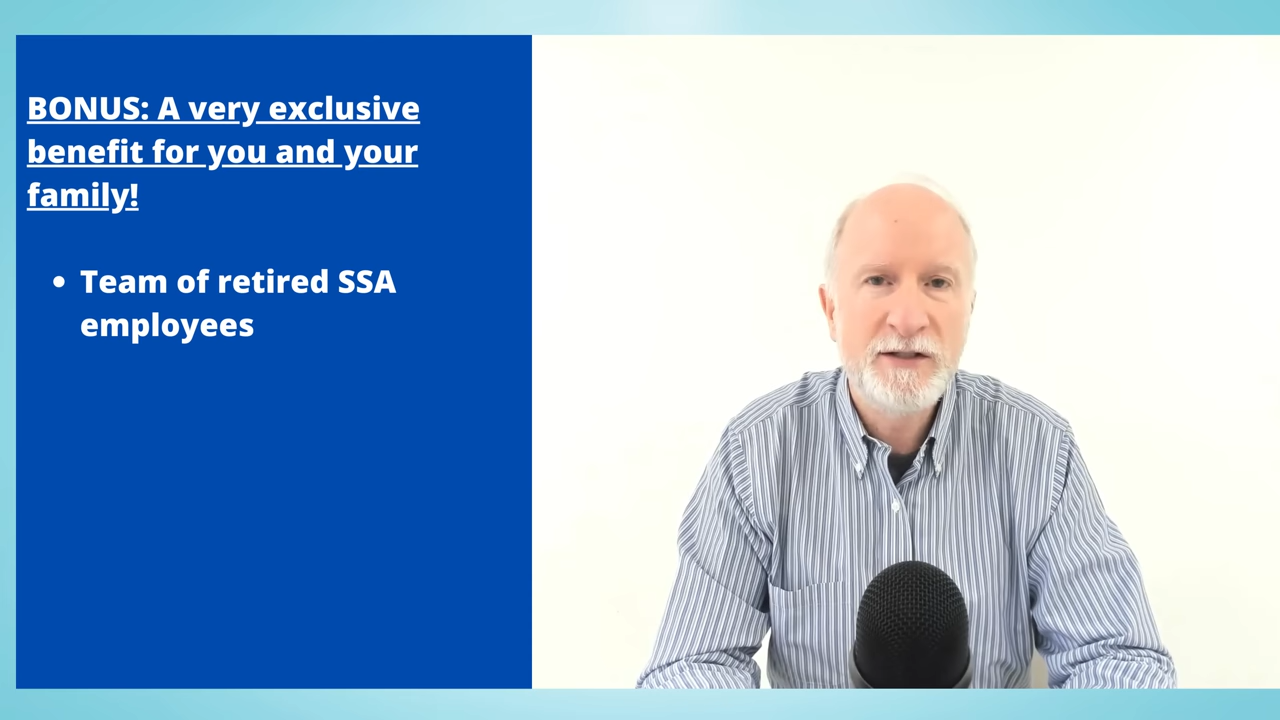 BONUS: A very exclusive
benefit for you and your
family!
• Team of retired SSA
employees